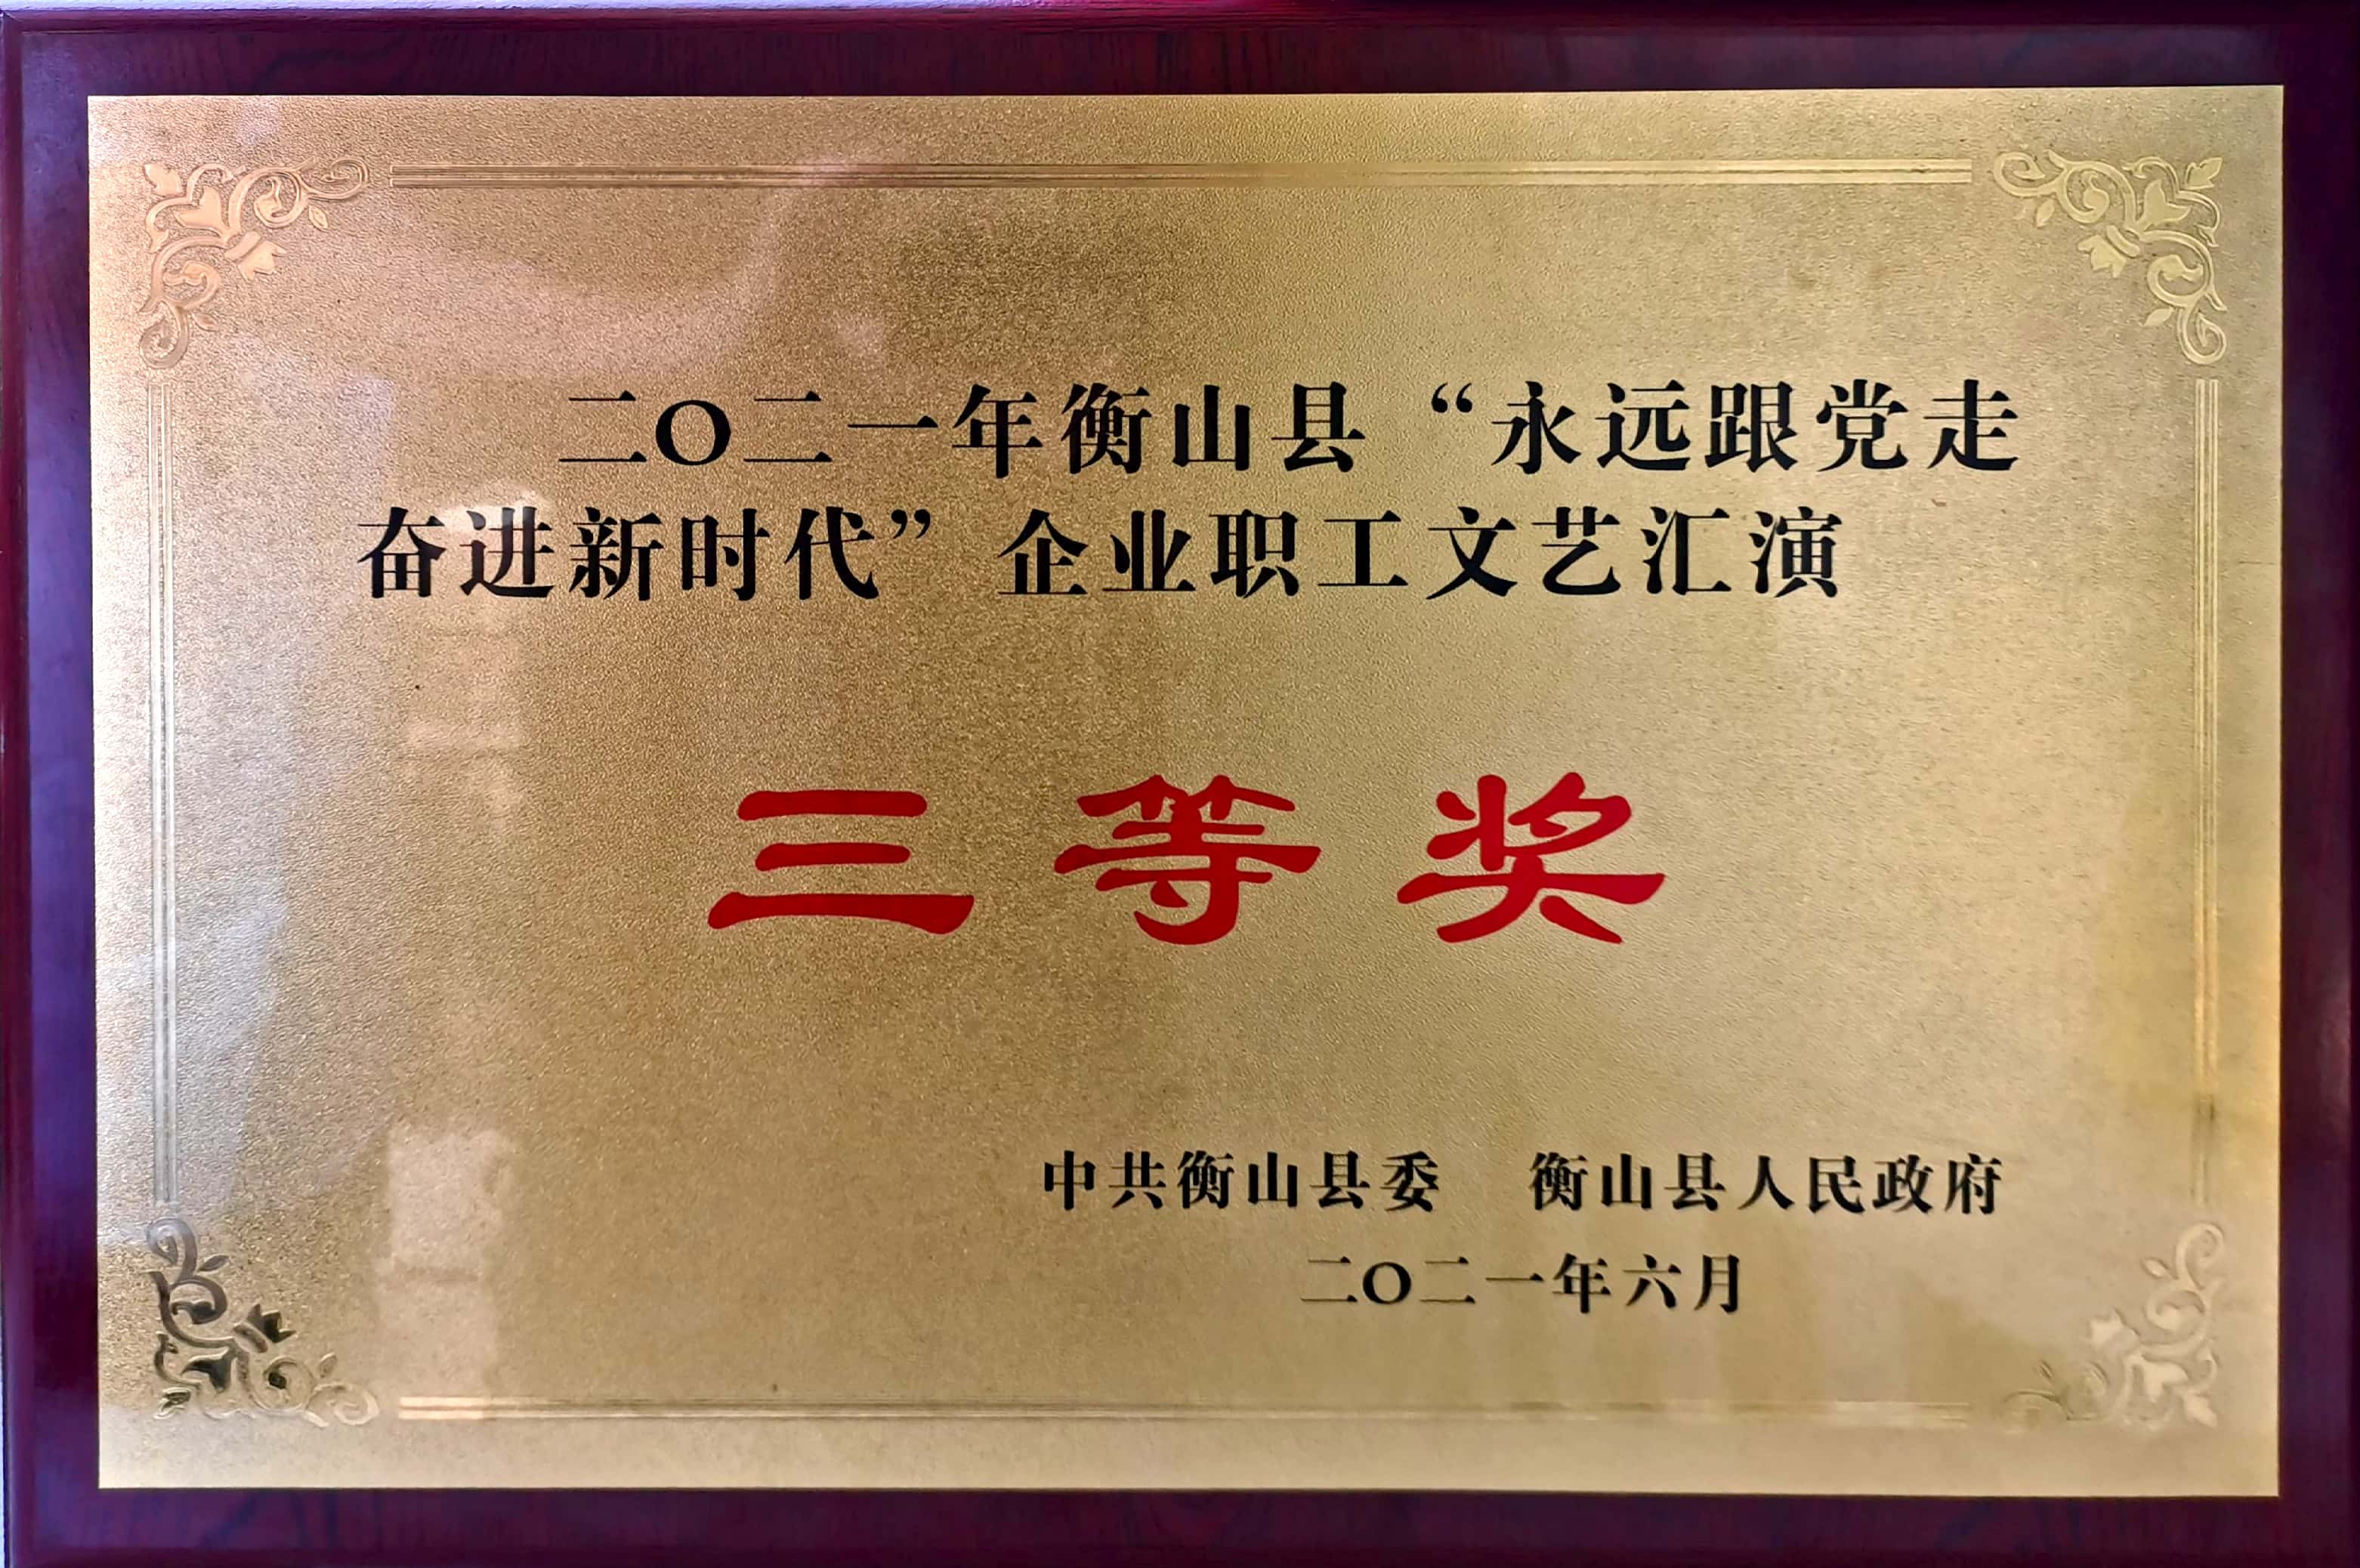 二〇二一年衡山县“永远跟党走
奋进新时代”企业职工文艺汇演
三等奖
中共衡山县委 衡山县人民政府
二〇二一年六月